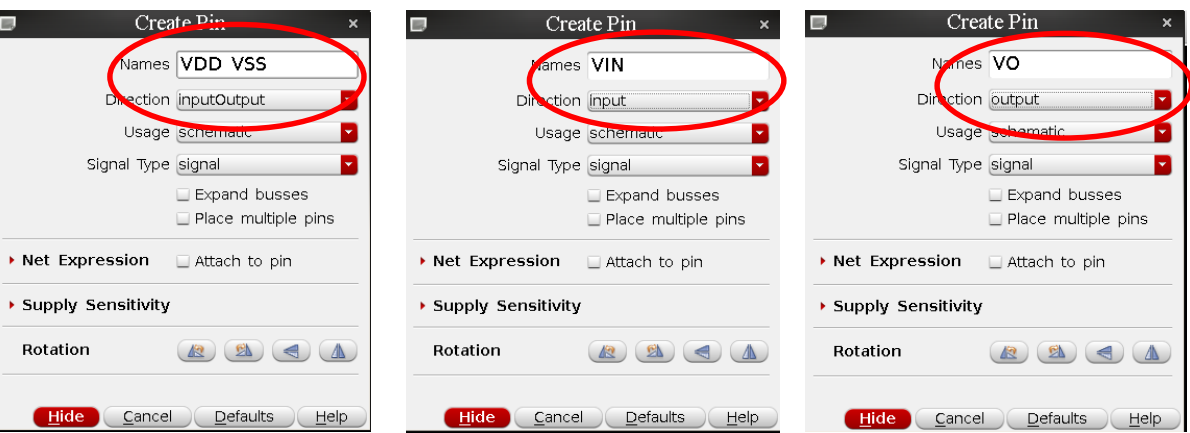 Create Pin ×
Names VDD VSS
Direction inputOutput
Usage schematic
Signal Type signal
Expand busses
Place multiple pins
Net Expression Attach to pin
Supply Sensitivity
Rotation
Hide Cancel Defaults Help
Create Pin ×
Names VIN
Direction input
Usage schematic
Signal Type signal
Expand busses
Place multiple pins
Net Expression Attach to pin
Supply Sensitivity
Rotation
Hide Cancel Defaults Help
Create Pin ×
Names VO
Direction output
Usage schematic
Signal Type signal
Expand busses
Place multiple pins
Net Expression Attach to pin
Supply Sensitivity
Rotation
Hide Cancel Defaults Help